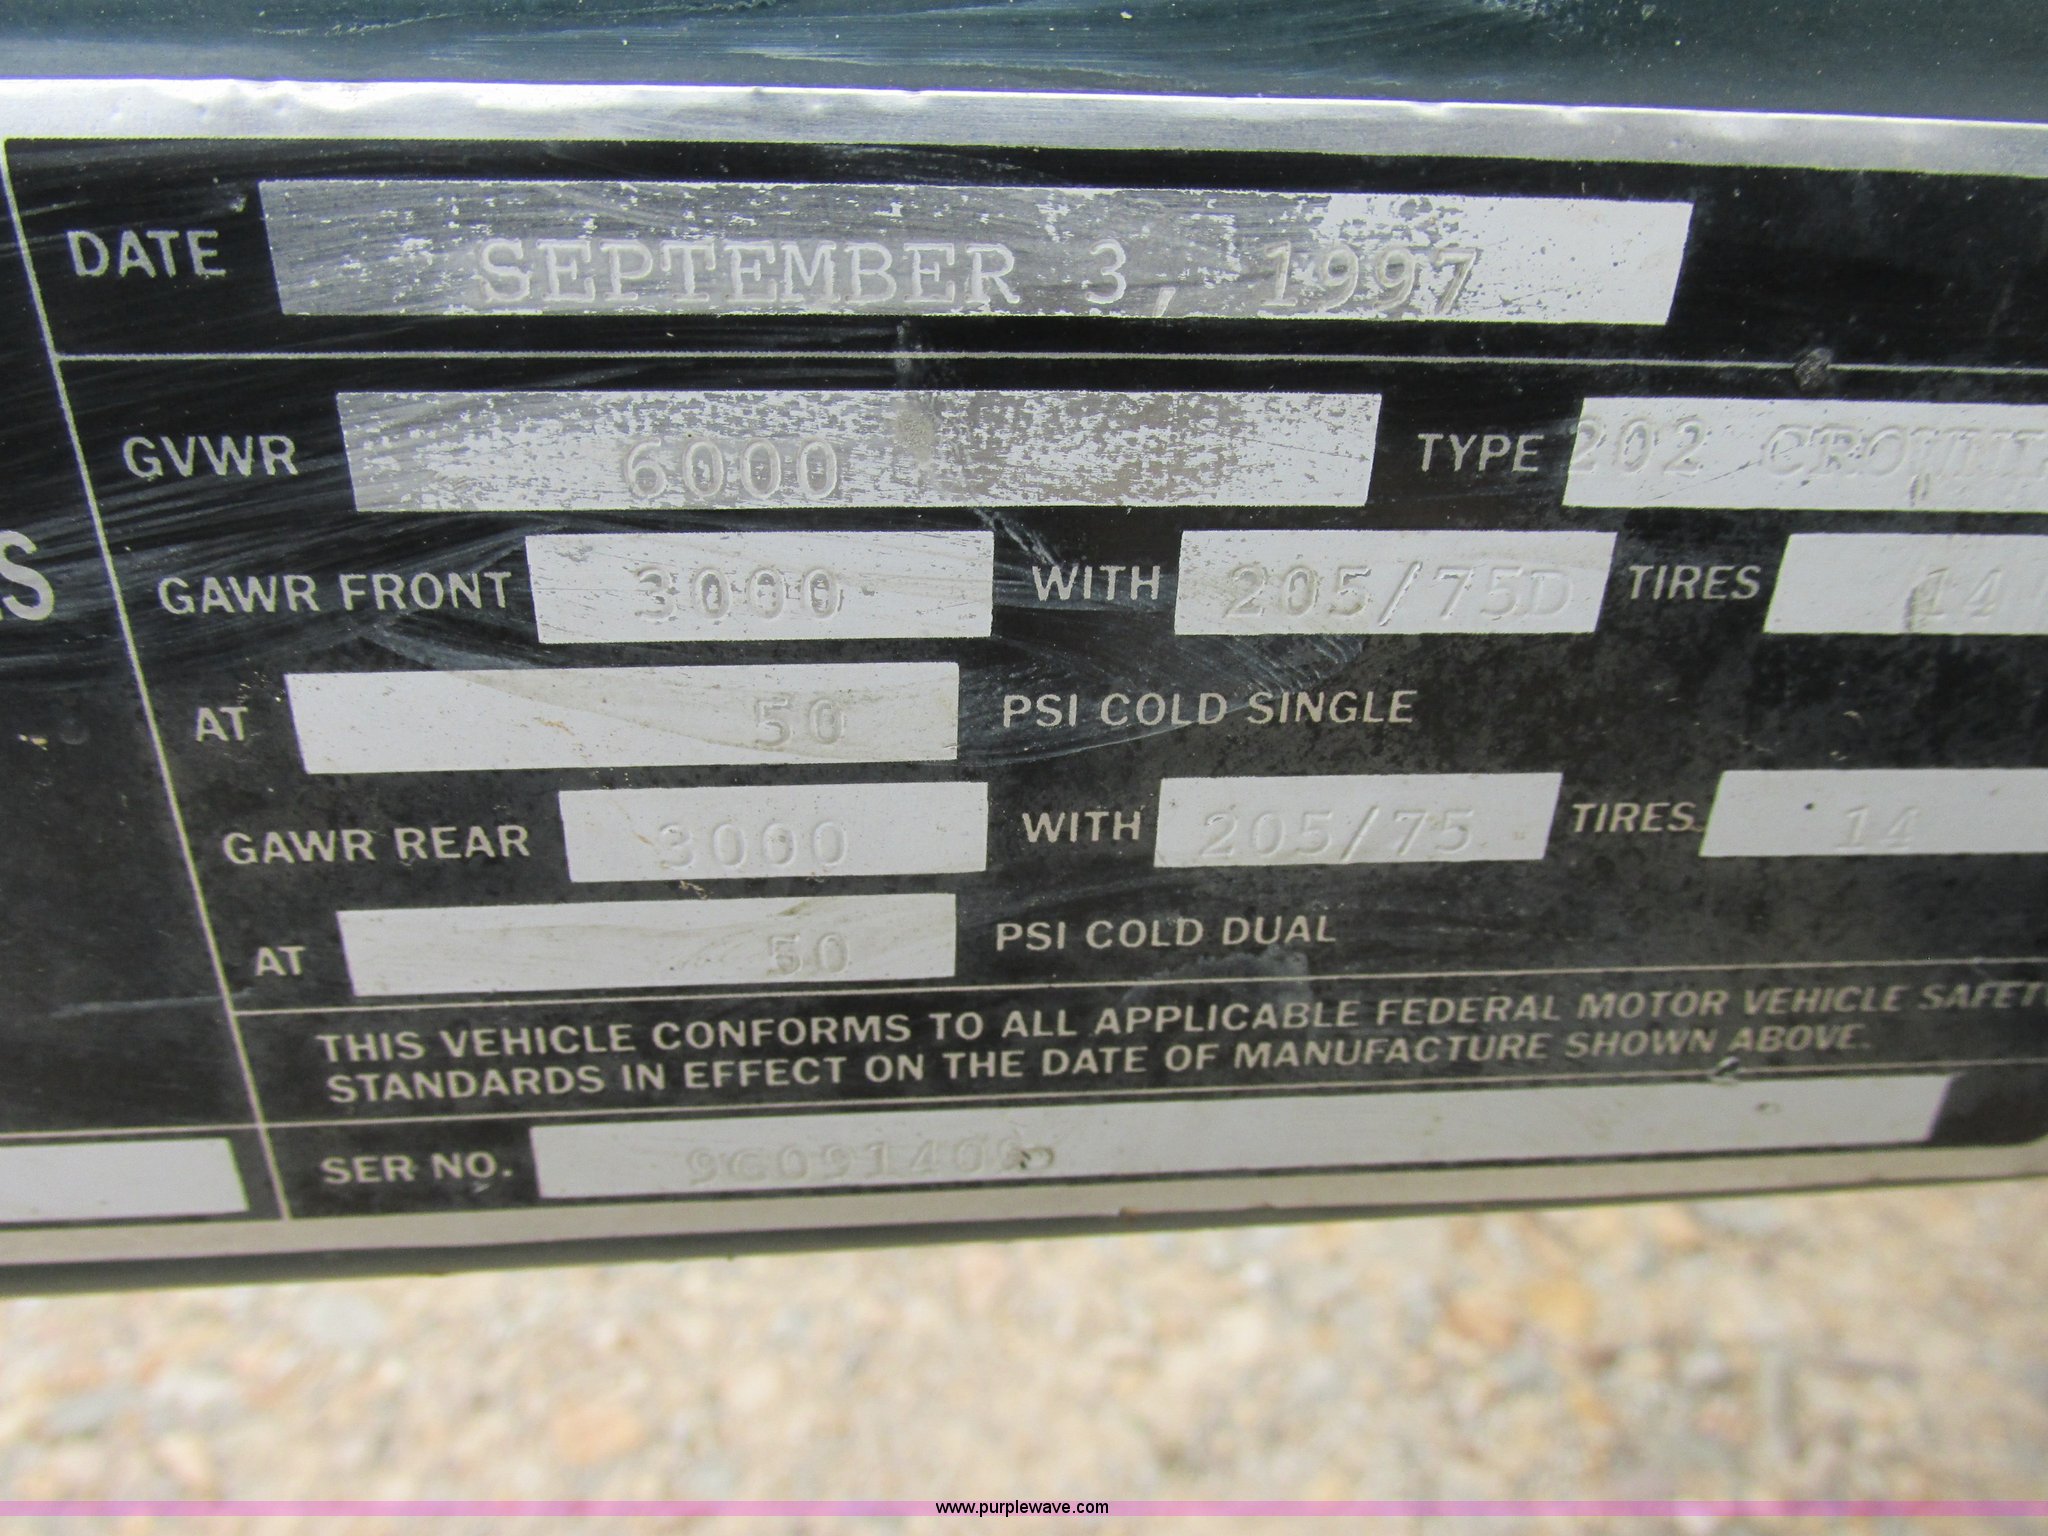 DATE SEPTEMBER 3, 1997
GVWR 6000 TYPE 202
GAWR FRONT 3000 WITH 205/75D TIRES 14
AT 50 PSI COLD SINGLE
GAWR REAR 3000 WITH 205/75 TIRES 14
AT 50 PSI COLD DUAL
THIS VEHICLE CONFORMS TO ALL APPLICABLE FEDERAL MOTOR VEHICLE SAFETY
STANDARDS IN EFFECT ON THE DATE OF MANUFACTURE SHOWN ABOVE.
SER NO.
www.purplewave.com